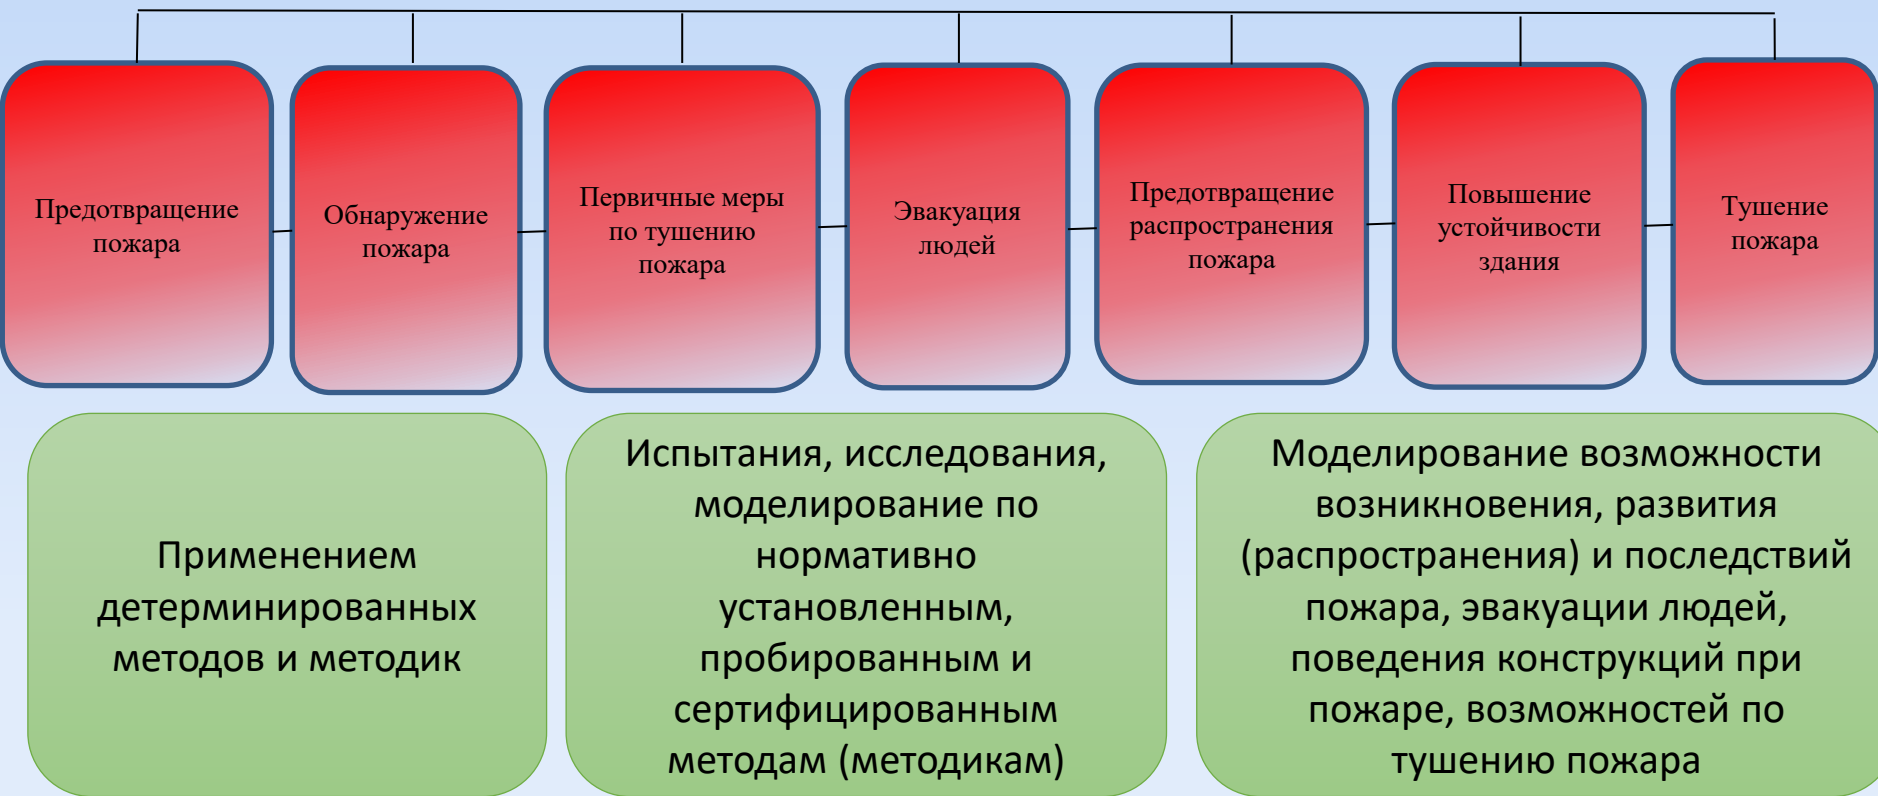 Предотвращение
пожара
Обнаружение
пожара
Первичные меры
по тушению
пожара
Эвакуация
людей
Предотвращение
распространения
пожара
Повышение
устойчивости
здания
Тушение
пожара
Применением
детерминированных
методов и методик
Испытания, исследования,
моделирование по
нормативно
установленным,
пробированным и
сертифицированным
методам (методикам)
Моделирование возможности
возникновения, развития
(распространения) и последствий
пожара, эвакуации людей,
поведения конструкций при
пожаре, возможностей по
тушению пожара